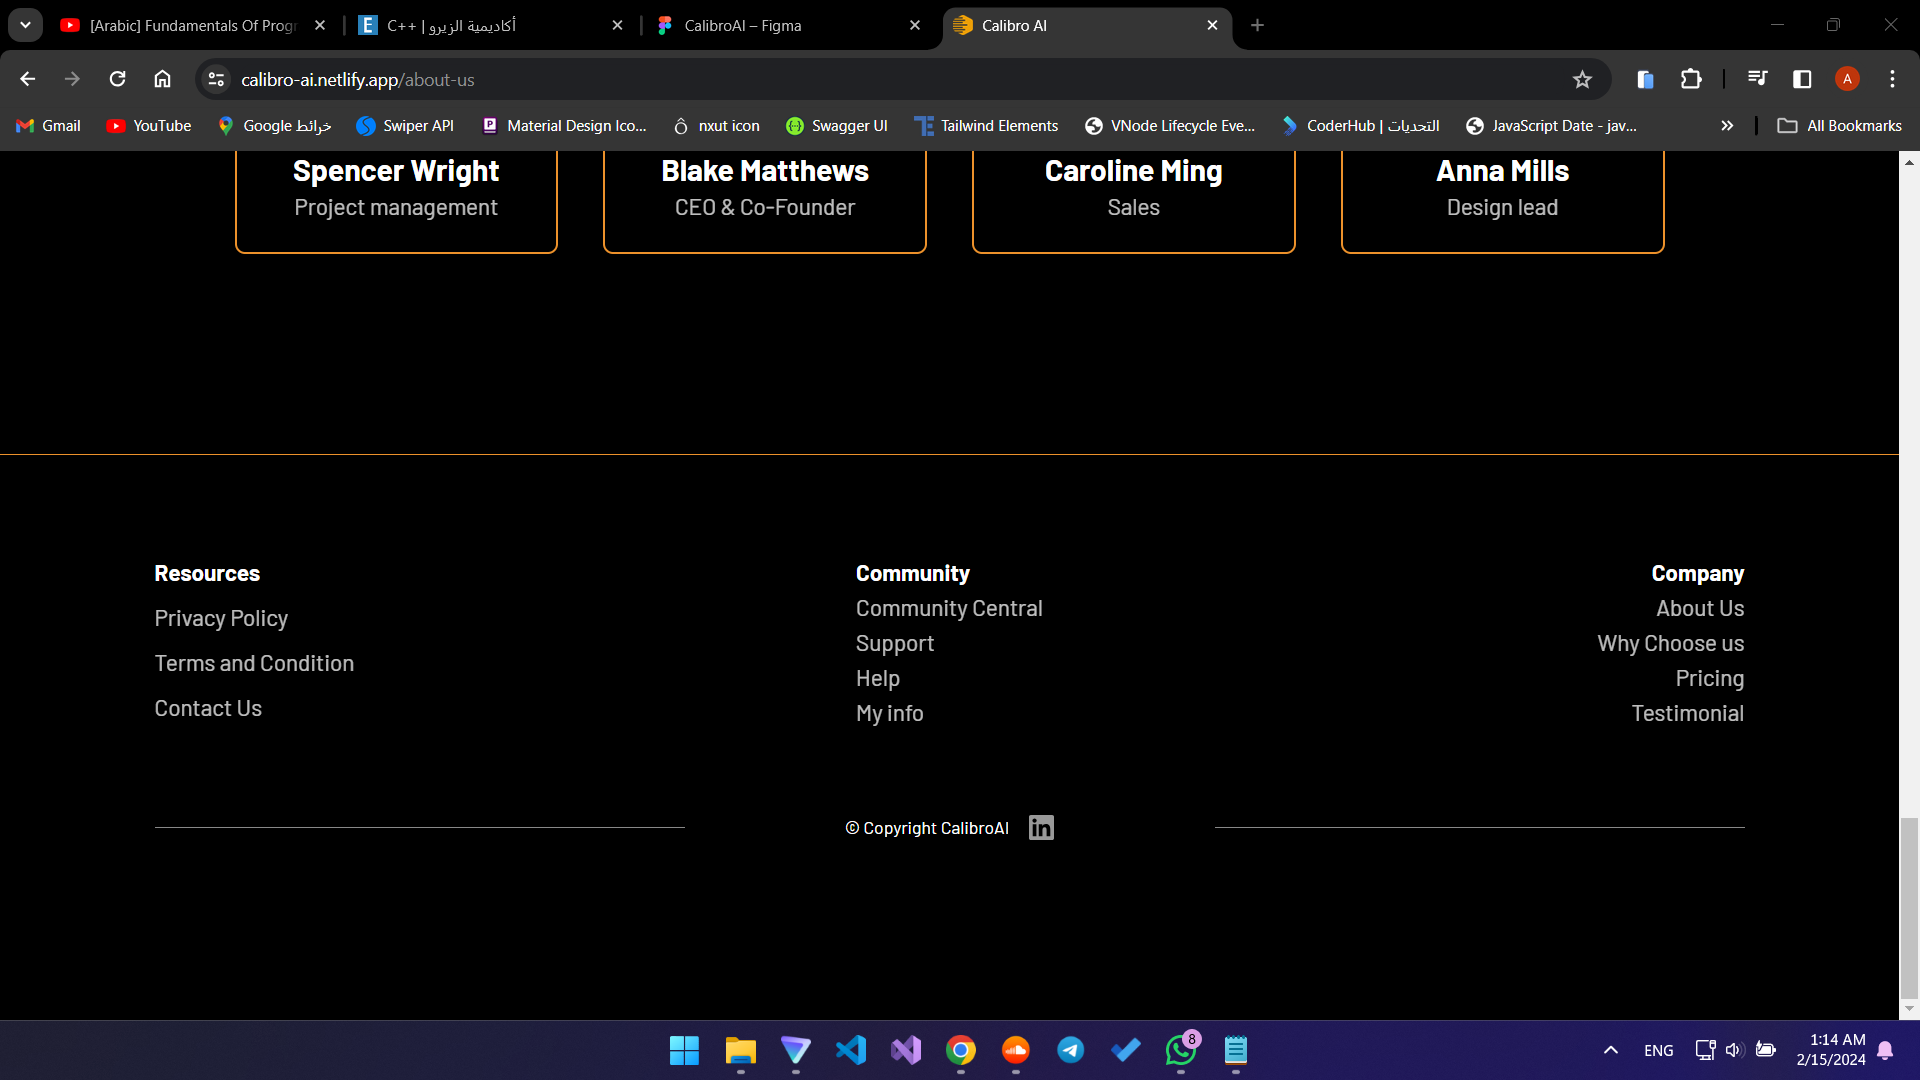 [Arabic] Fundamentals Of Progr
C++ | أكاديمية الزيرو
CalibroAI – Figma
Calibro AI
calibro-ai.netlify.app/about-us
A
Gmail
YouTube
خرائط Google
Swiper API
Material Design Ico...
nxut icon
Swagger UI
Tailwind Elements
VNode Lifecycle Eve...
CoderHub | التحديات
JavaScript Date - jav...
All Bookmarks
Spencer Wright
Project management
Blake Matthews
CEO & Co-Founder
Caroline Ming
Sales
Anna Mills
Design lead
Resources
Privacy Policy
Terms and Condition
Contact Us
Community
Community Central
Support
Help
My info
Company
About Us
Why Choose us
Pricing
Testimonial
© Copyright CalibroAI
in
8
ENG
1:14 AM
2/15/2024